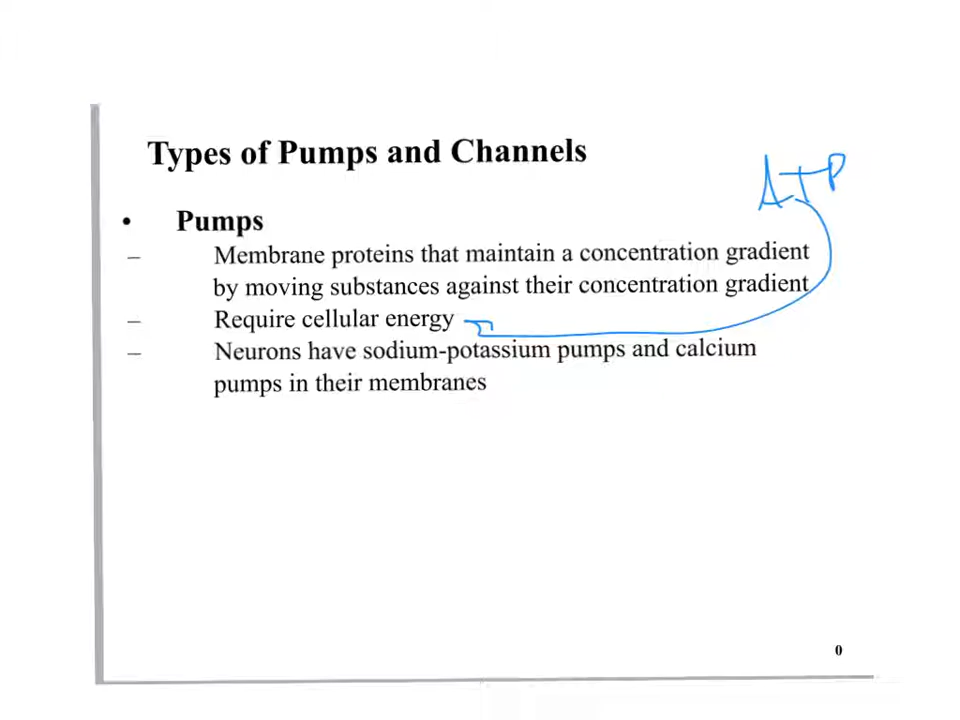 Types of Pumps and Channels
ATP
• Pumps
– Membrane proteins that maintain a concentration gradient
by moving substances against their concentration gradient
– Require cellular energy
– Neurons have sodium-potassium pumps and calcium
pumps in their membranes
0